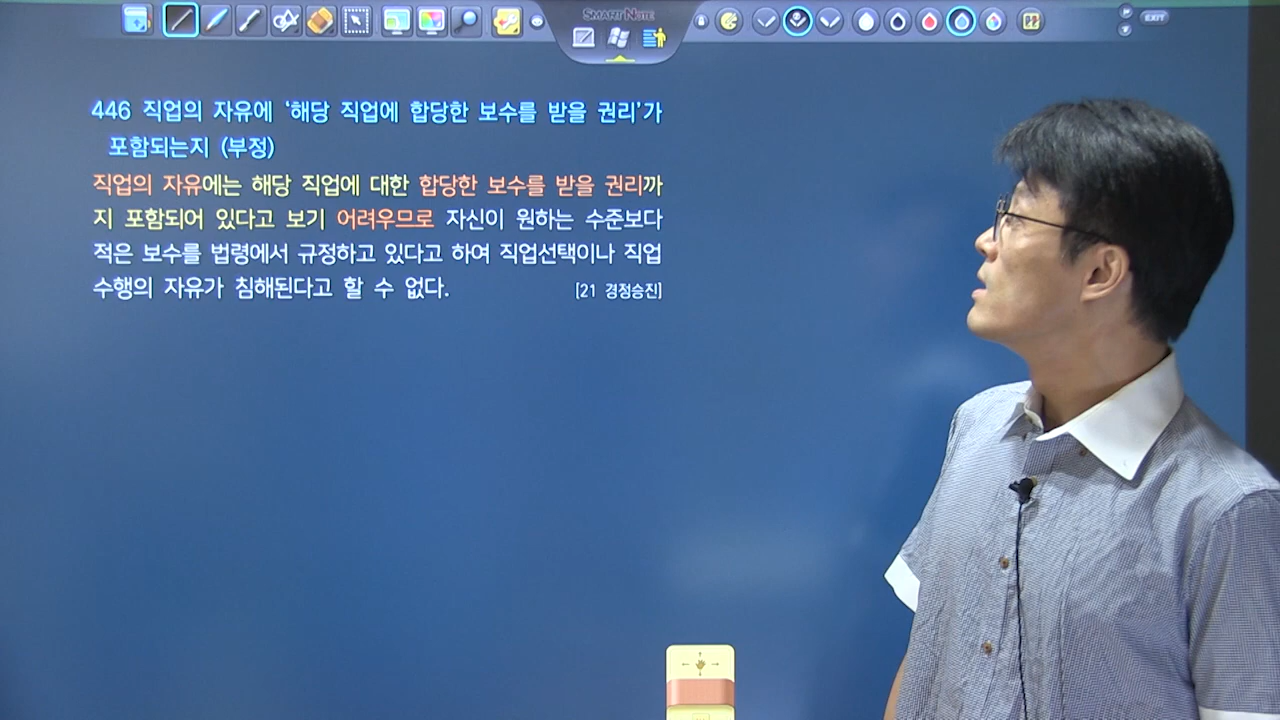 SMART NOTE
EXIT
446 직업의 자유에 ‘해당 직업에 합당한 보수를 받을 권리’가
포함되는지 (부정)
직업의 자유에는 해당 직업에 대한 합당한 보수를 받을 권리까
지 포함되어 있다고 보기 어려우므로 자신이 원하는 수준보다
적은 보수를 법령에서 규정하고 있다고 하여 직업선택이나 직업
수행의 자유가 침해된다고 할 수 없다.
[21 경정승진]